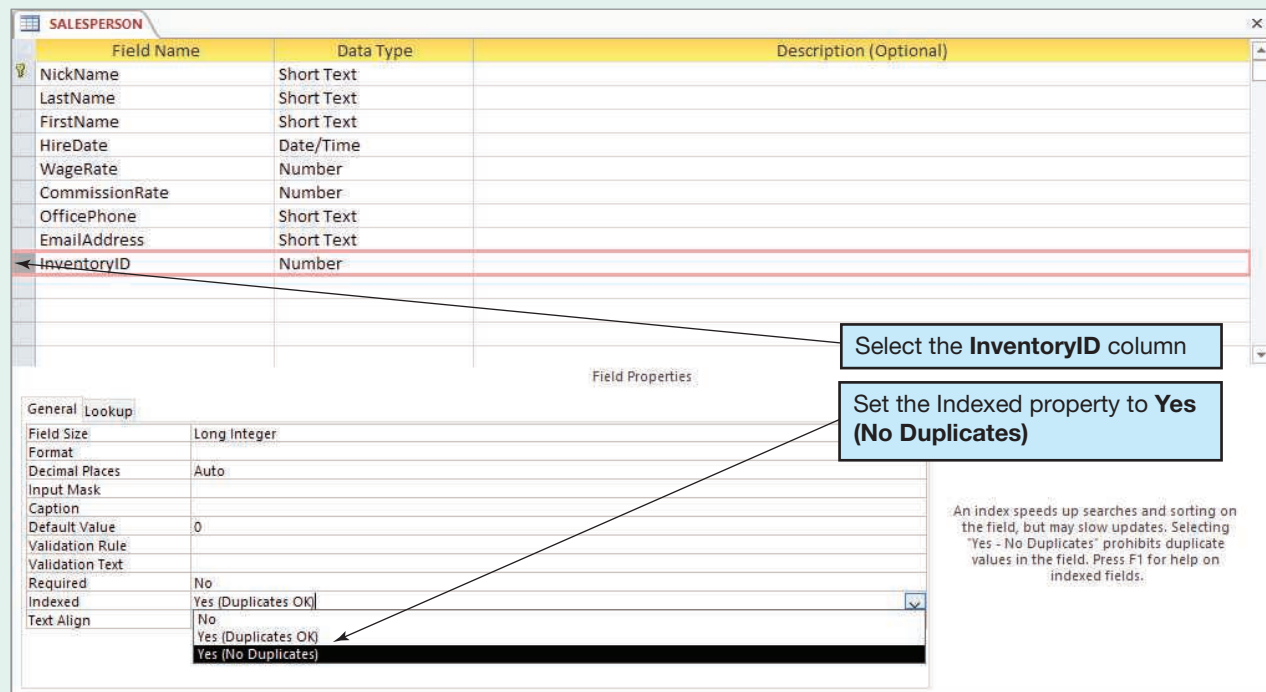 SALESPERSON
Field Name Data Type Description (Optional)
NickName Short Text
LastName Short Text
FirstName Short Text
HireDate Date/Time
WageRate Number
CommissionRate Number
OfficePhone Short Text
EmailAddress Short Text
InventoryID Number
Select the InventoryID column
Field Properties
Set the Indexed property to Yes
(No Duplicates)
General Lookup
Field Size Long Integer
Format
Decimal Places Auto
Input Mask
Caption
Default Value 0
Validation Rule
Validation Text
Required No
Indexed Yes (Duplicates OK)
Text Align
No
Yes (Duplicates OK)
Yes (No Duplicates)
An index speeds up searches and sorting on
the field, but may slow updates. Selecting
"Yes - No Duplicates" prohibits duplicate
values in the field. Press F1 for help on
indexed fields.